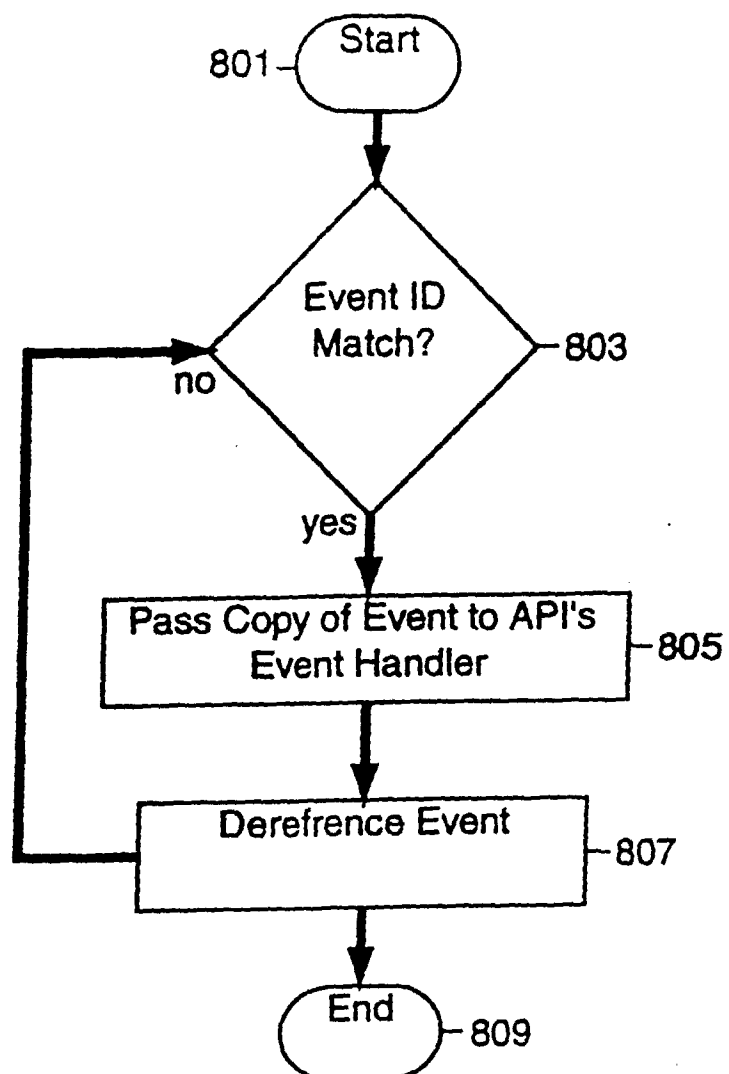 Start
801
Event ID
Match?
803
no
yes
Pass Copy of Event to API's
Event Handler
805
Derefrence Event
807
End
809